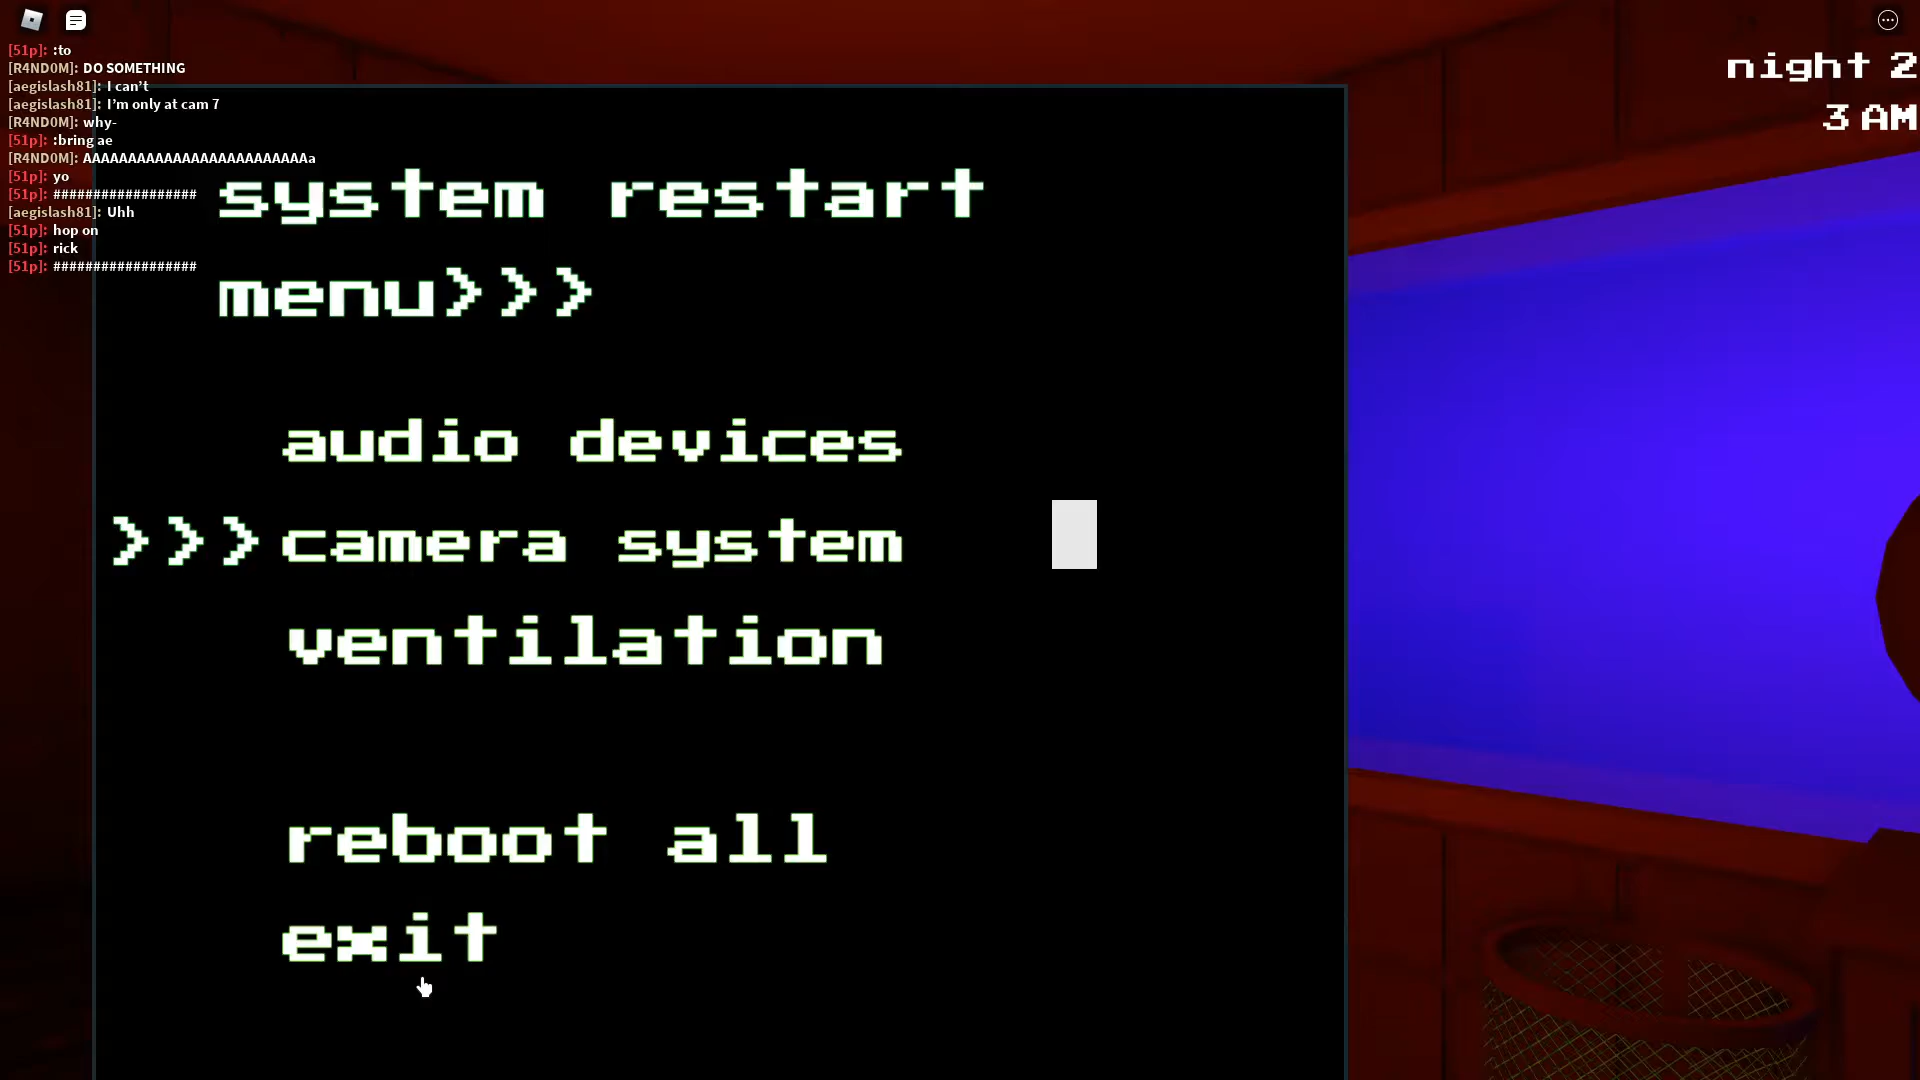 [51p]: :to
[R4ND0M]: DO SOMETHING
[aegislash81]: I can't
[aegislash81]: I'm only at cam 7
[R4ND0M]: why-
[51p]: :bring ae
[R4ND0M]: AAAAAAAAAAAAAAAAAAAAAAAAAa
[51p]: yo
[51p]: ##################
[aegislash81]: Uhh
[51p]: hop on
[51p]: rick
[51p]: ##################
night 2
3 AM
system restart
menu>>>
audio devices
>>>camera system
ventilation
reboot all
exit